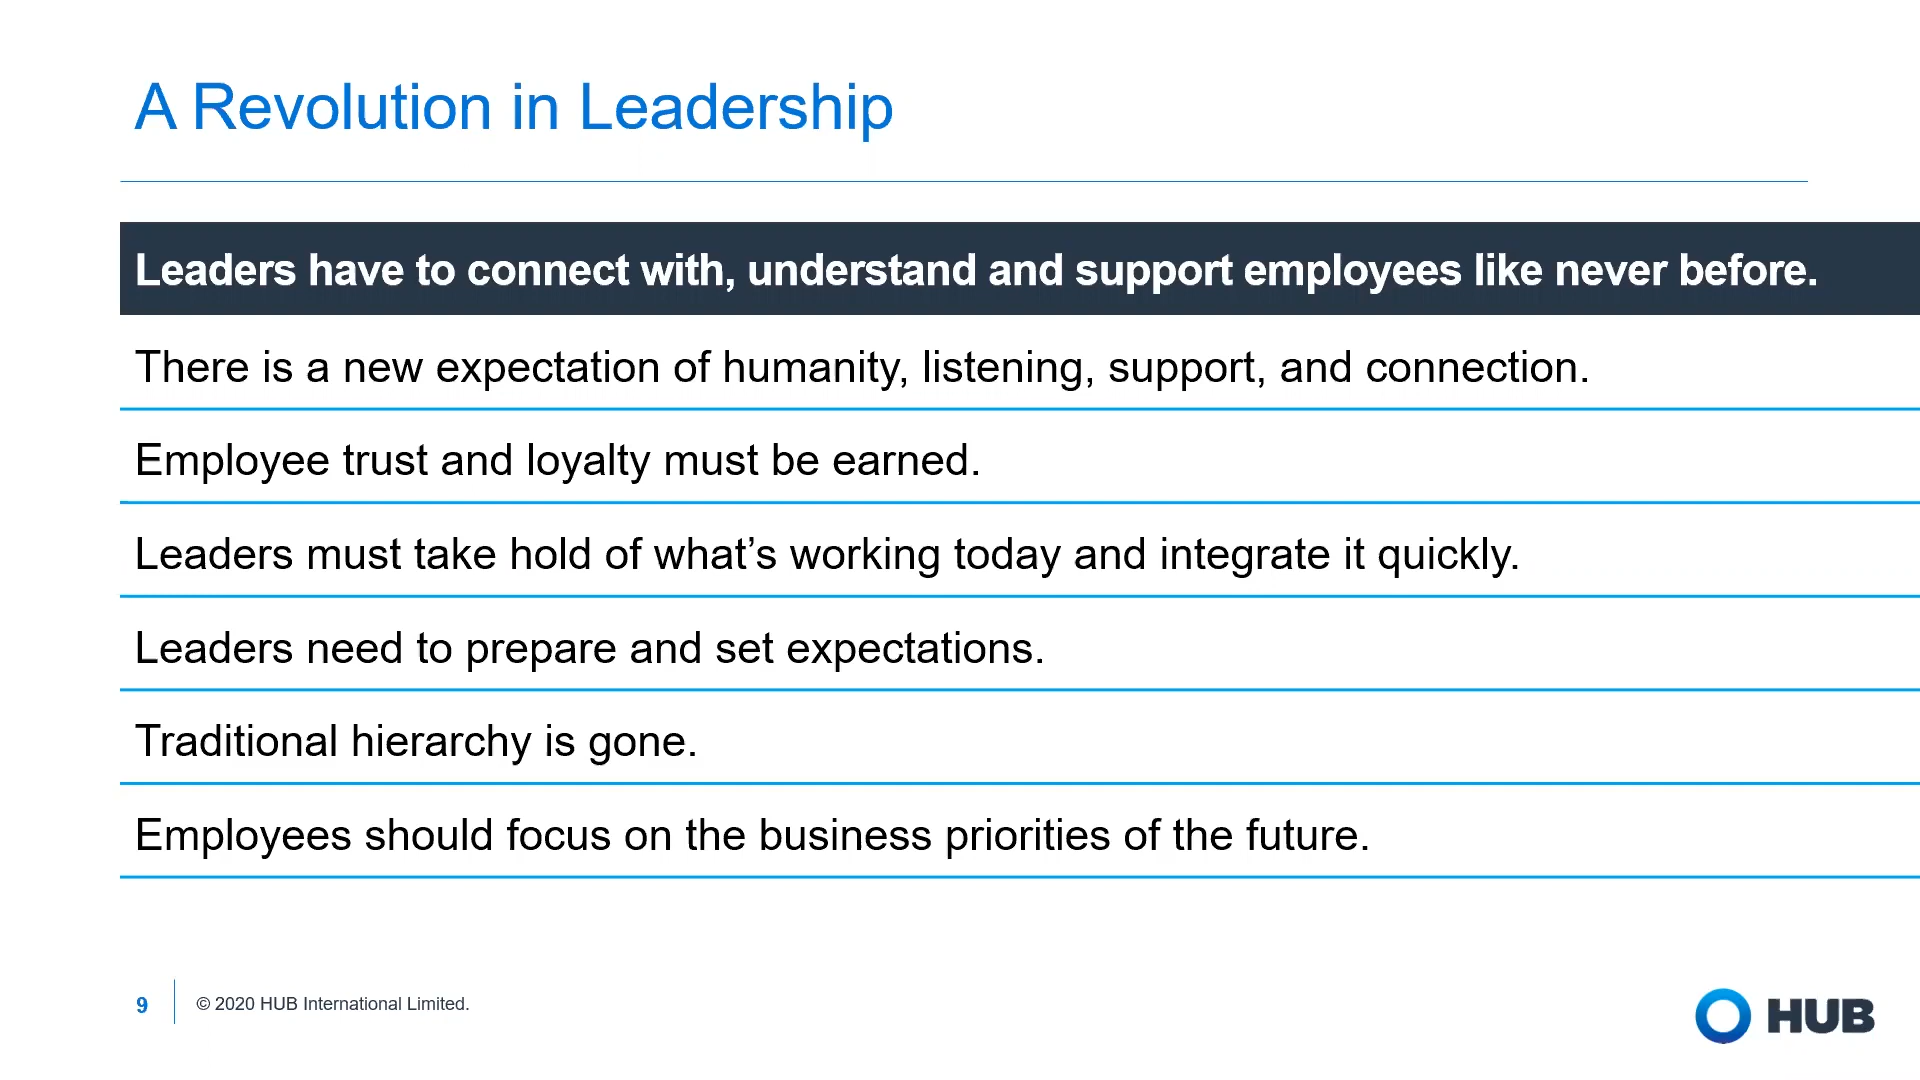 A Revolution in Leadership
Leaders have to connect with, understand and support employees like never before.
There is a new expectation of humanity, listening, support, and connection.
Employee trust and loyalty must be earned.
Leaders must take hold of what’s working today and integrate it quickly.
Leaders need to prepare and set expectations.
Traditional hierarchy is gone.
Employees should focus on the business priorities of the future.
9
© 2020 HUB International Limited.
HUB